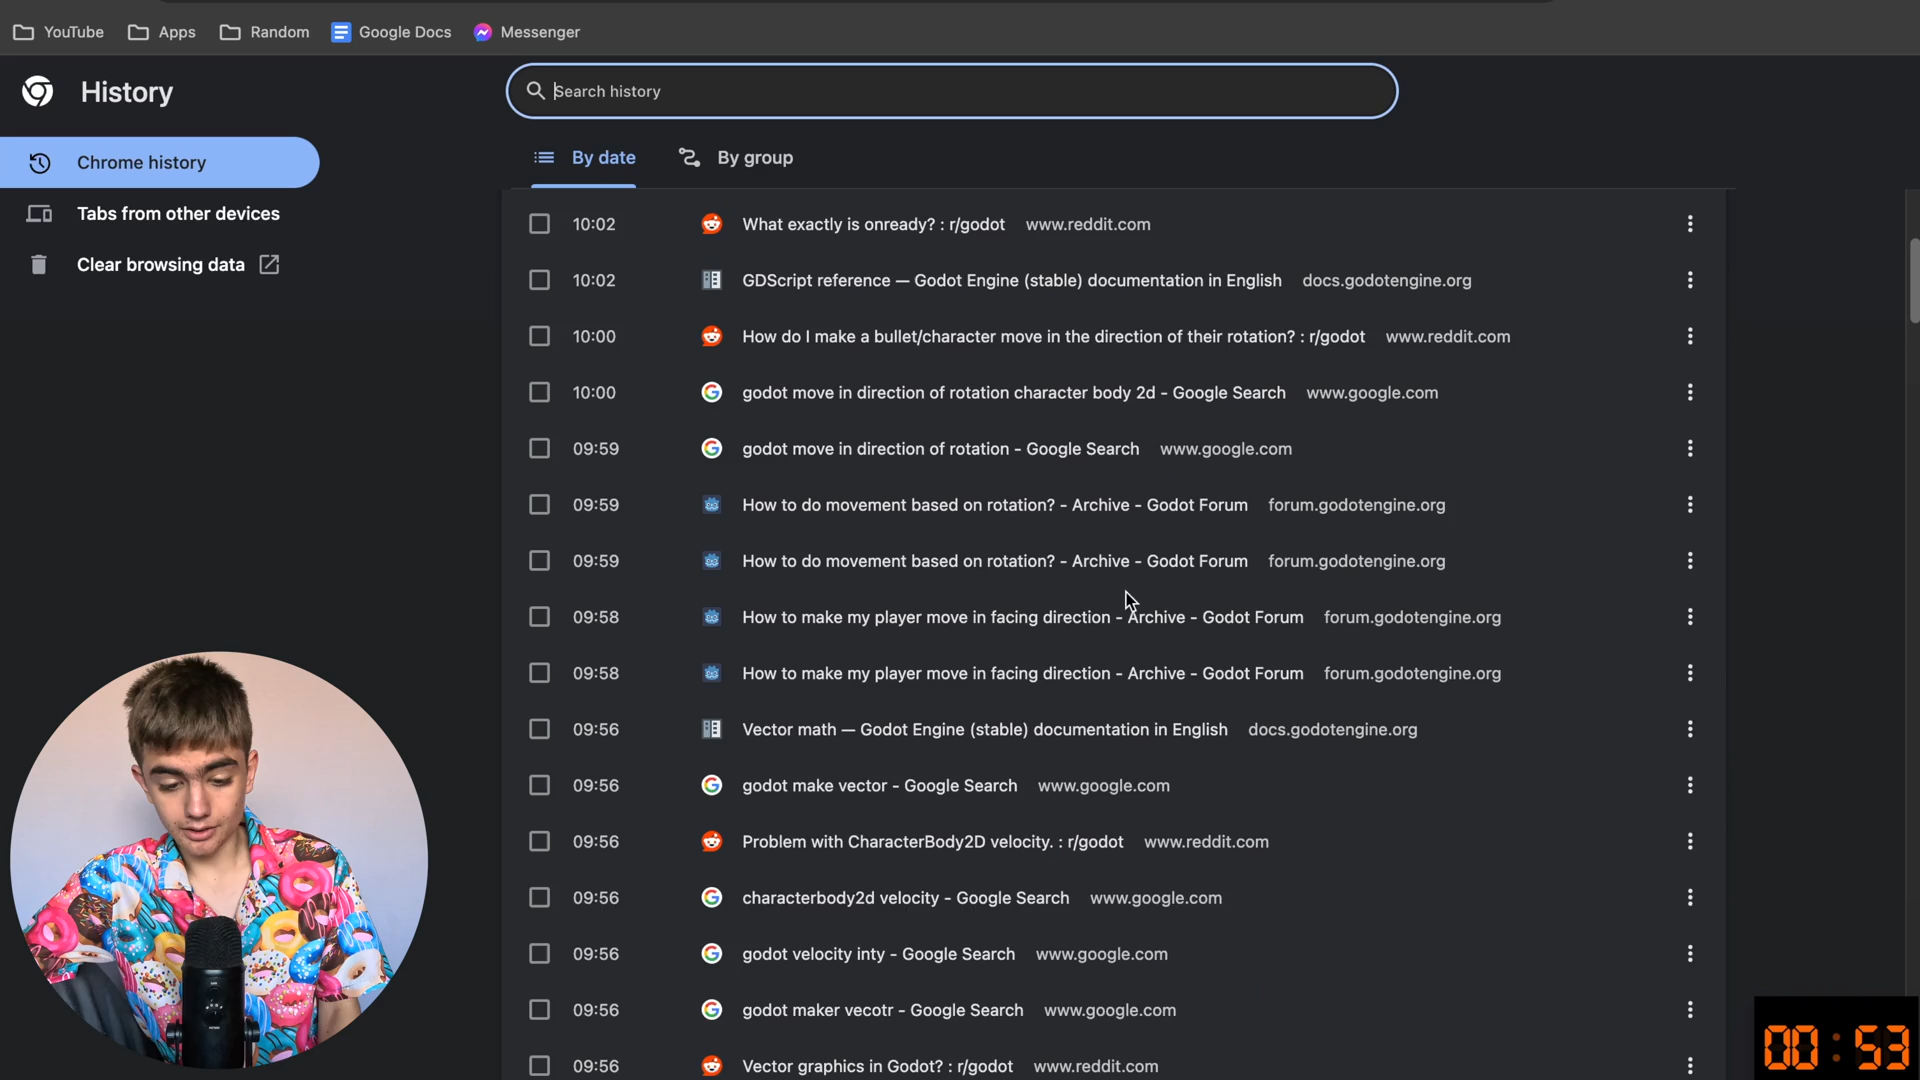 YouTube Apps Random Google Docs Messenger
History
Search history
Chrome history
Tabs from other devices
Clear browsing data
By date By group
10:02 What exactly is onready? : r/godot www.reddit.com
10:02 GDScript reference — Godot Engine (stable) documentation in English docs.godotengine.org
10:00 How do I make a bullet/character move in the direction of their rotation? : r/godot www.reddit.com
10:00 godot move in direction of rotation character body 2d - Google Search www.google.com
09:59 godot move in direction of rotation - Google Search www.google.com
09:59 How to do movement based on rotation? - Archive - Godot Forum forum.godotengine.org
09:59 How to do movement based on rotation? - Archive - Godot Forum forum.godotengine.org
09:58 How to make my player move in facing direction - Archive - Godot Forum forum.godotengine.org
09:58 How to make my player move in facing direction - Archive - Godot Forum forum.godotengine.org
09:56 Vector math — Godot Engine (stable) documentation in English docs.godotengine.org
09:56 godot make vector - Google Search www.google.com
09:56 Problem with CharacterBody2D velocity. : r/godot www.reddit.com
09:56 characterbody2d velocity - Google Search www.google.com
09:56 godot velocity inty - Google Search www.google.com
09:56 godot maker vecotr - Google Search www.google.com
09:56 Vector graphics in Godot? : r/godot www.reddit.com
00:53